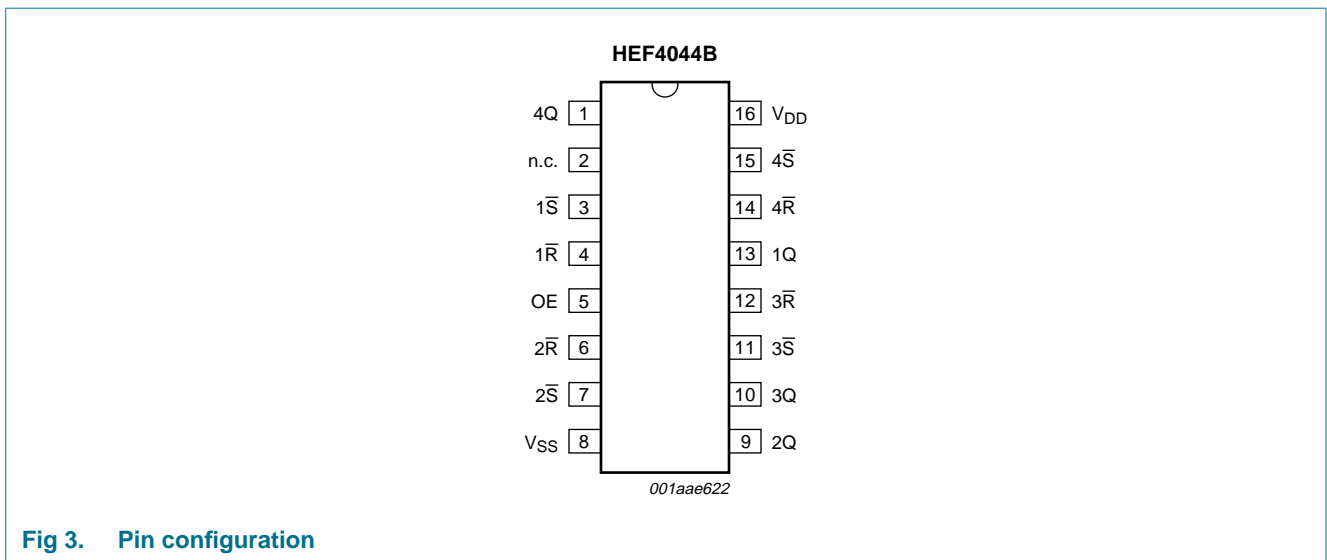 HEF4044B
4Q 1 16 VDD
n.c. 2 15 4S̅
1S̅ 3 14 4R̅
1R̅ 4 13 1Q
OE 5 12 3R̅
2R̅ 6 11 3S̅
2S̅ 7 10 3Q
VSS 8 9 2Q
001aae622
Fig 3. Pin configuration